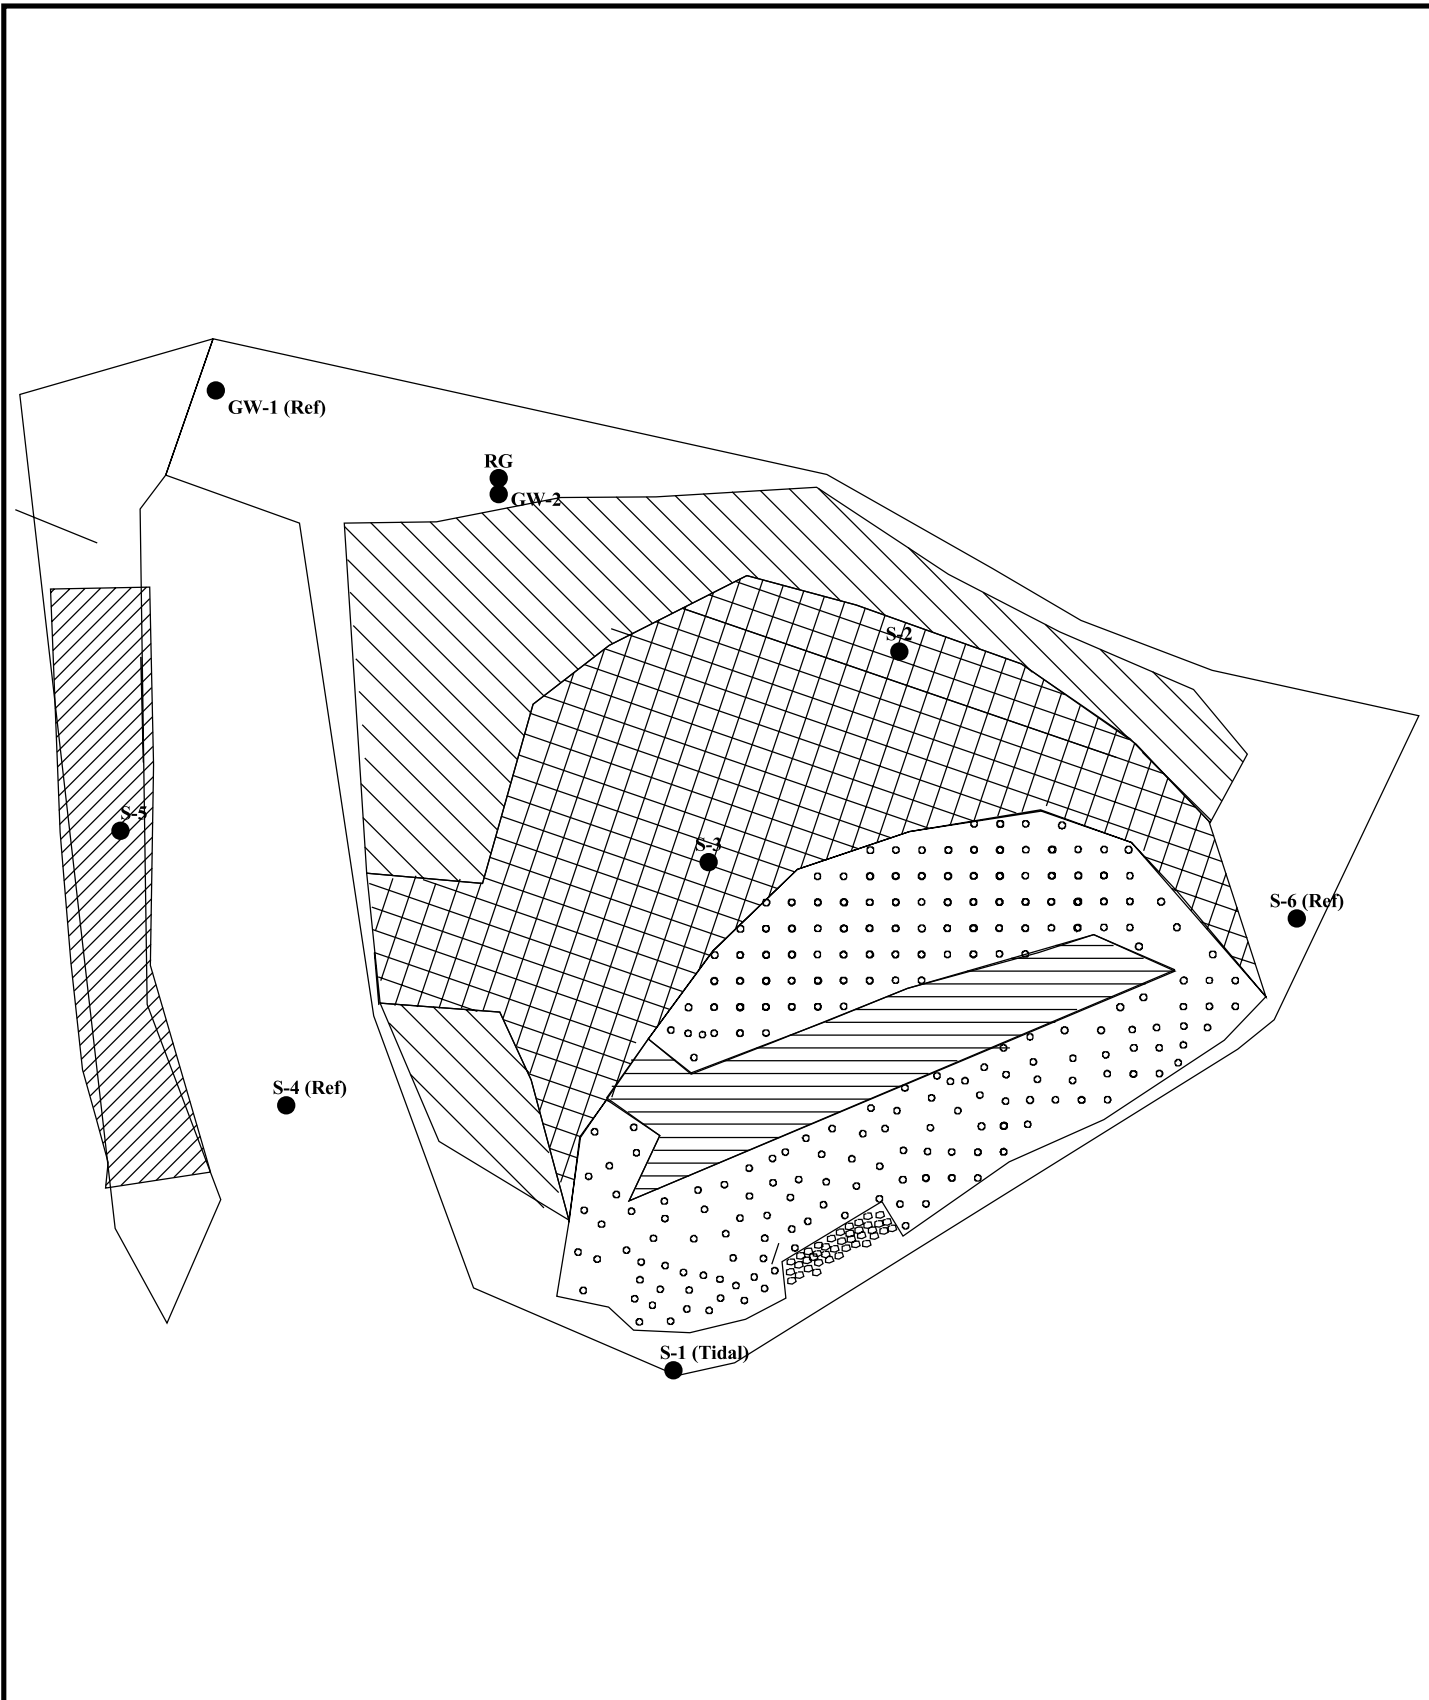 GW-1 (Ref)
RG
GW-2
S-2
S-5
S-3
S-6 (Ref)
S-4 (Ref)
S-1 (Tidal)